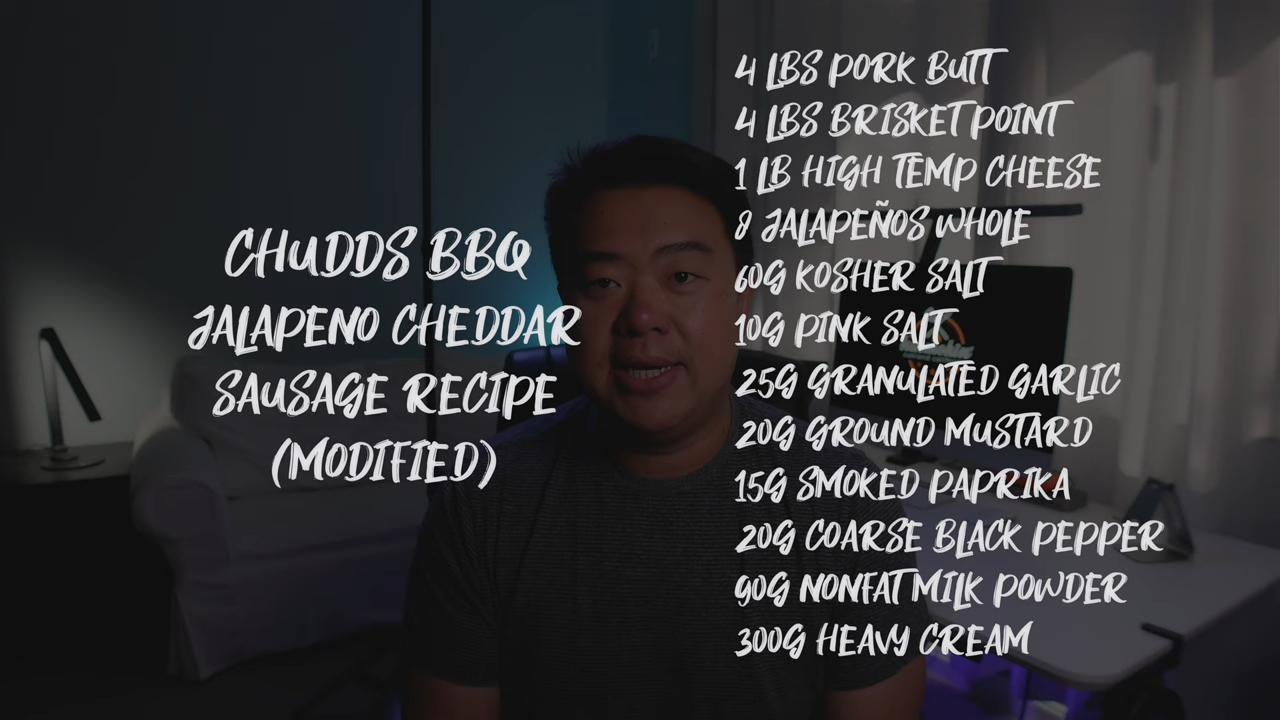 CHUDDS BBQ
JALAPENO CHEDDAR
SAUSAGE RECIPE
(MODIFIED)
4 LBS PORK BUTT
4 LBS BRISKET POINT
1 LB HIGH TEMP CHEESE
8 JALAPEÑOS WHOLE
60G KOSHER SALT
10G PINK SALT
25G GRANULATED GARLIC
20G GROUND MUSTARD
15G SMOKED PAPRIKA
20G COARSE BLACK PEPPER
90G NONFAT MILK POWDER
300G HEAVY CREAM